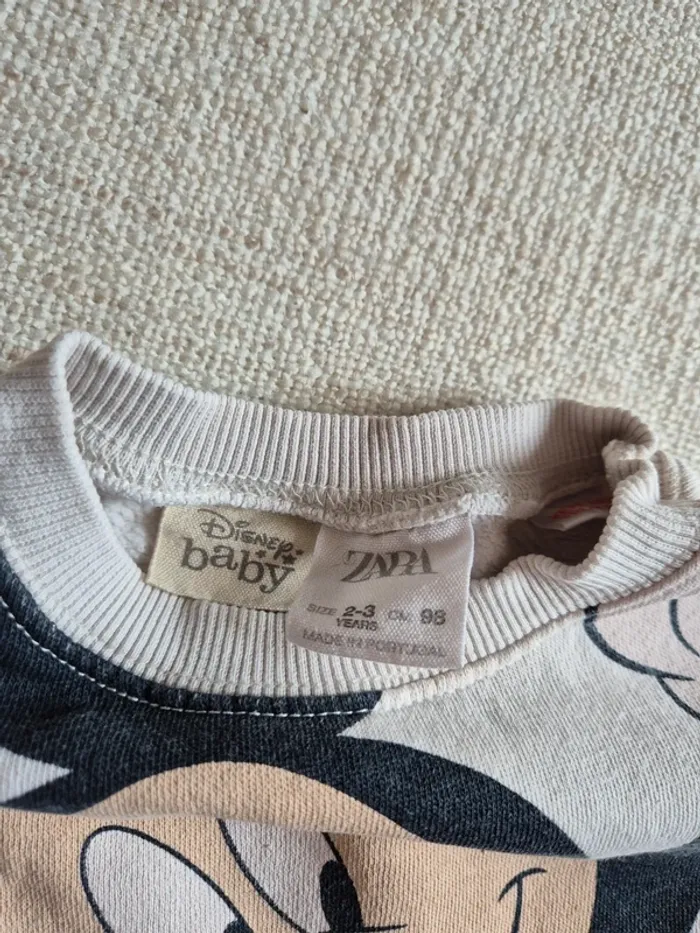 Disney
baby
ZARA
SIZE 2-3 CM 98
YEARS
MADE IN PORTUGAL